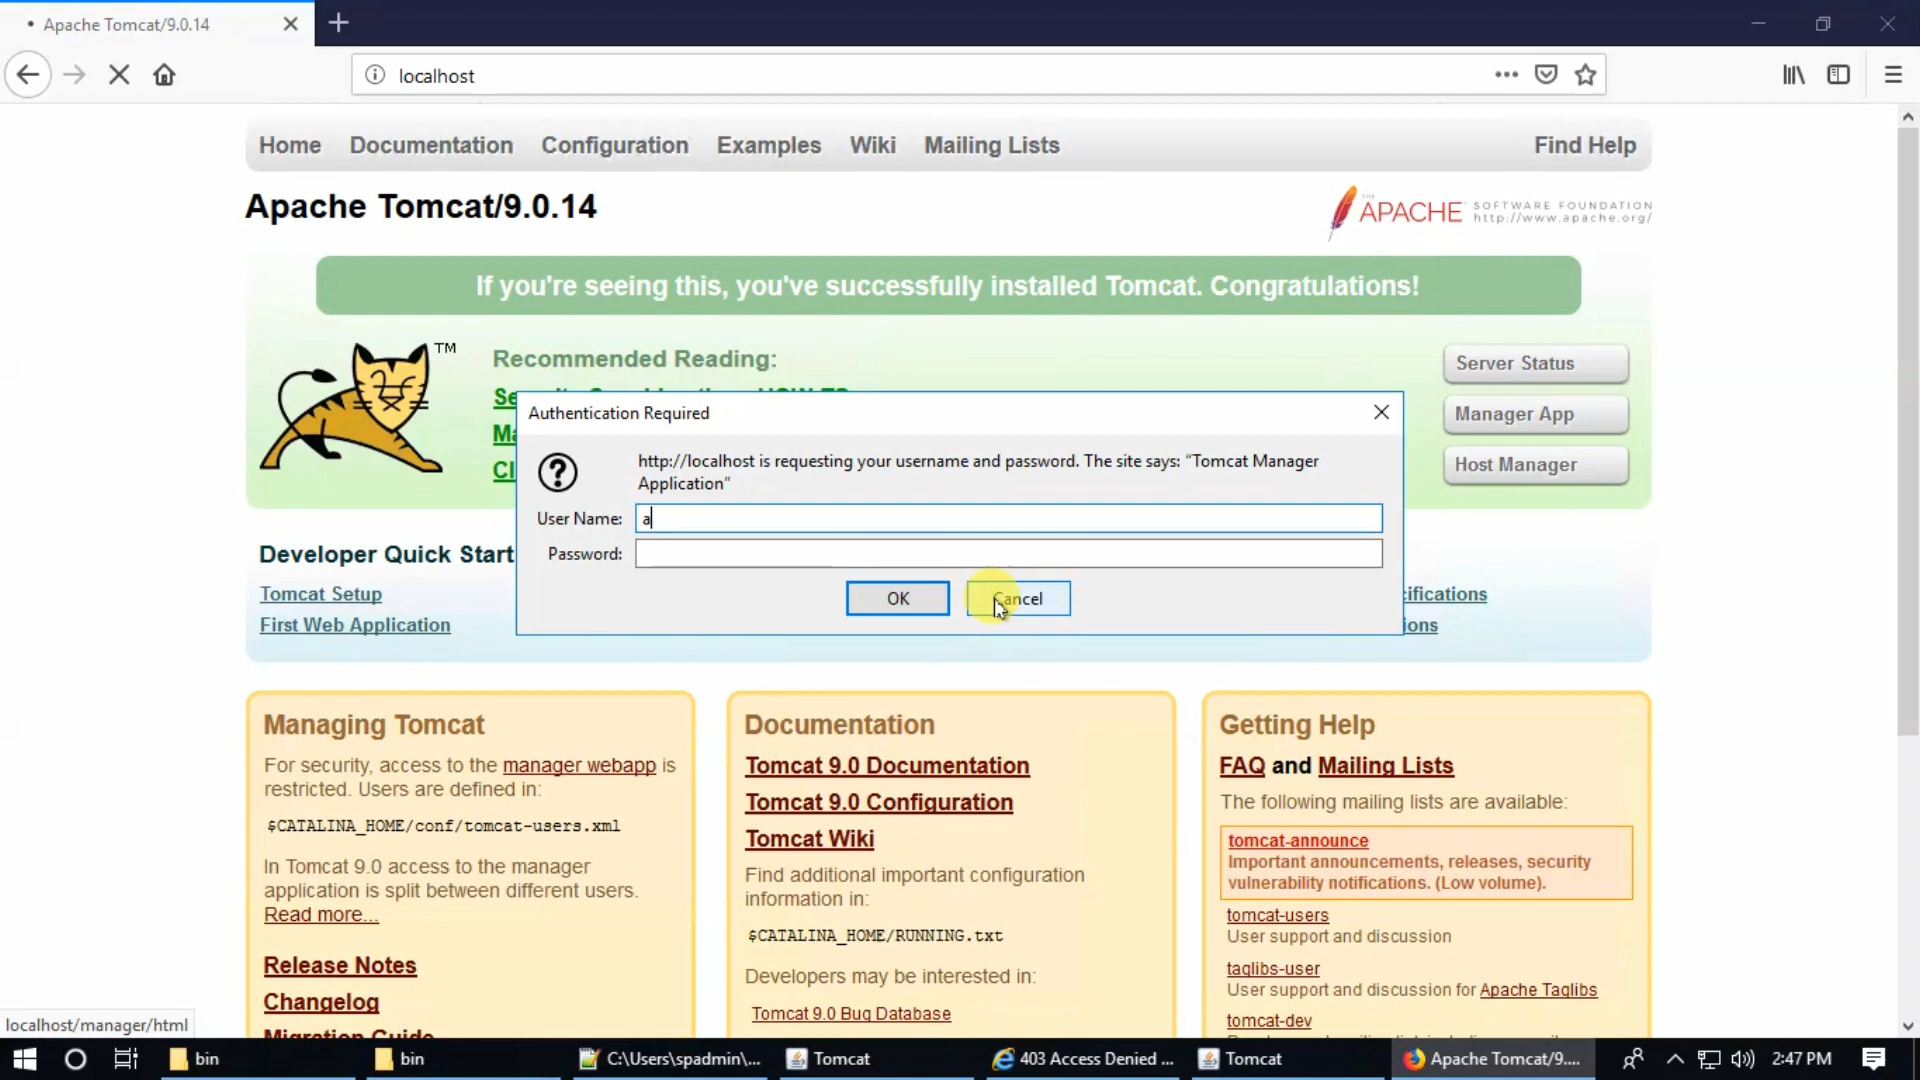 Apache Tomcat/9.0.14
localhost
Home Documentation Configuration Examples Wiki Mailing Lists Find Help
Apache Tomcat/9.0.14
THE
APACHE SOFTWARE FOUNDATION
http://www.apache.org/
If you're seeing this, you've successfully installed Tomcat. Congratulations!
TM
Recommended Reading:
Server Status
Manager App
Host Manager
Authentication Required
http://localhost is requesting your username and password. The site says: “Tomcat Manager
Application”
User Name: a
Password:
OK Cancel
Developer Quick Start
Tomcat Setup
First Web Application
Managing Tomcat
For security, access to the manager webapp is
restricted. Users are defined in:
$CATALINA_HOME/conf/tomcat-users.xml
In Tomcat 9.0 access to the manager
application is split between different users.
Read more...
Release Notes
Changelog
Migration Guide
Documentation
Tomcat 9.0 Documentation
Tomcat 9.0 Configuration
Tomcat Wiki
Find additional important configuration
information in:
$CATALINA_HOME/RUNNING.txt
Developers may be interested in:
Tomcat 9.0 Bug Database
Getting Help
FAQ and Mailing Lists
The following mailing lists are available:
tomcat-announce
Important announcements, releases, security
vulnerability notifications. (Low volume).
tomcat-users
User support and discussion
taglibs-user
User support and discussion for Apache Taglibs
tomcat-dev
localhost/manager/html
bin
bin
C:\Users\spadmin\...
Tomcat
403 Access Denied ...
Tomcat
Apache Tomcat/9....
2:47 PM